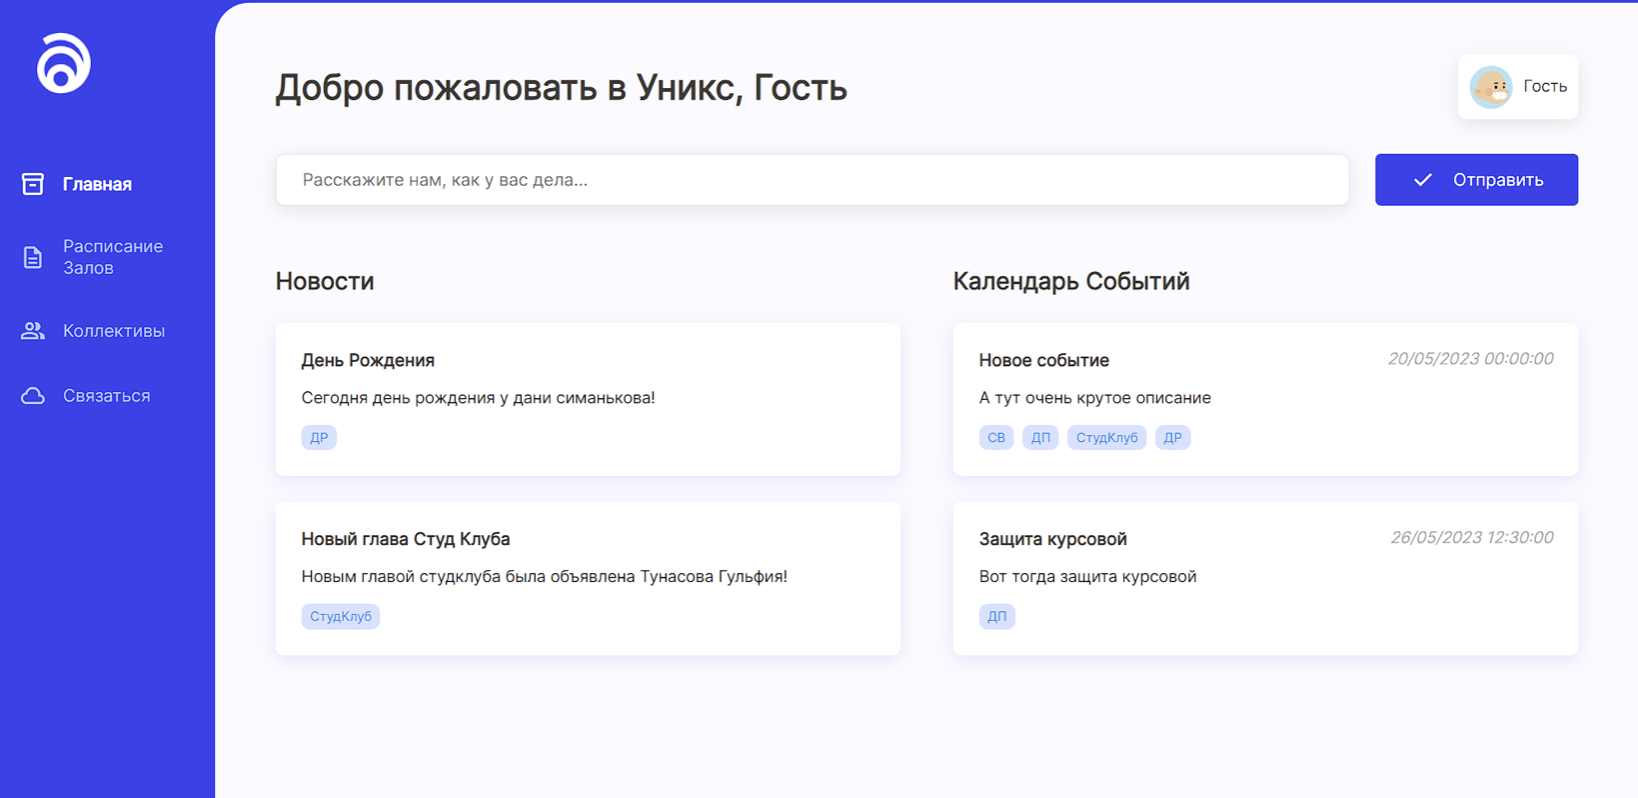 Добро пожаловать в Уникс, Гость
Гость
Расскажите нам, как у вас дела...
Отправить
Главная
Расписание
Залов
Коллективы
Связаться
Новости
День Рождения
Сегодня день рождения у дани симанькова!
ДР
Новый глава Студ Клуба
Новым главой студклуба была объявлена Тунасова Гульфия!
СтудКлуб
Календарь Событий
Новое событие
20/05/2023 00:00:00
А тут очень крутое описание
СВ ДП СтудКлуб ДР
Защита курсовой
26/05/2023 12:30:00
Вот тогда защита курсовой
ДП